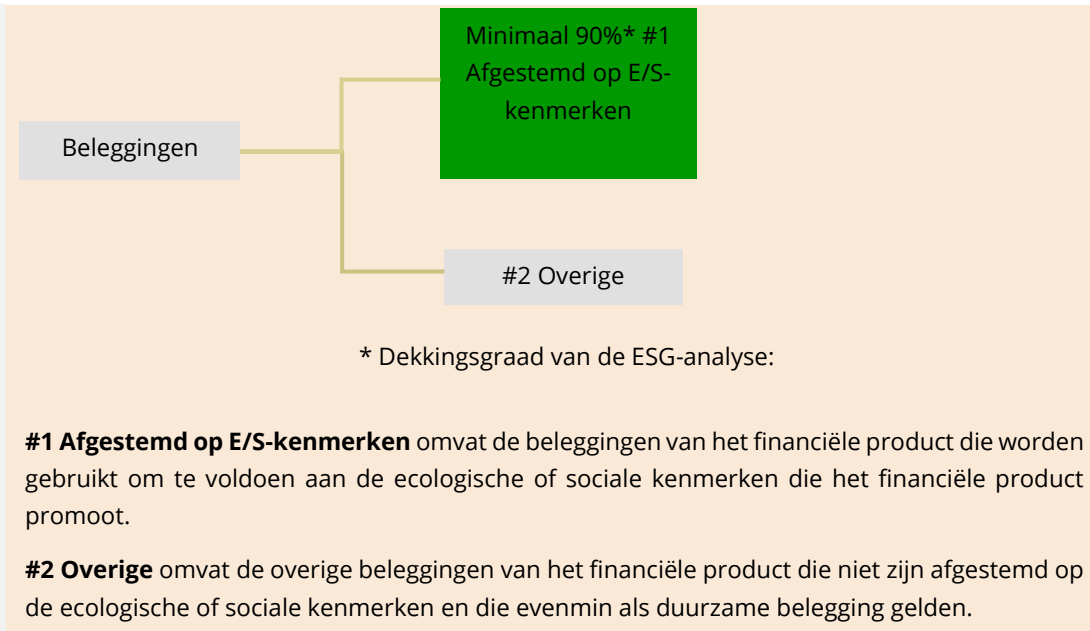 Minimaal 90%* #1
Afgestemd op E/S-
kenmerken
Beleggingen
#2 Overige
* Dekkingsgraad van de ESG-analyse:
#1 Afgestemd op E/S-kenmerken omvat de beleggingen van het financiële product die worden
gebruikt om te voldoen aan de ecologische of sociale kenmerken die het financiële product
promoot.
#2 Overige omvat de overige beleggingen van het financiële product die niet zijn afgestemd op
de ecologische of sociale kenmerken en die evenmin als duurzame belegging gelden.